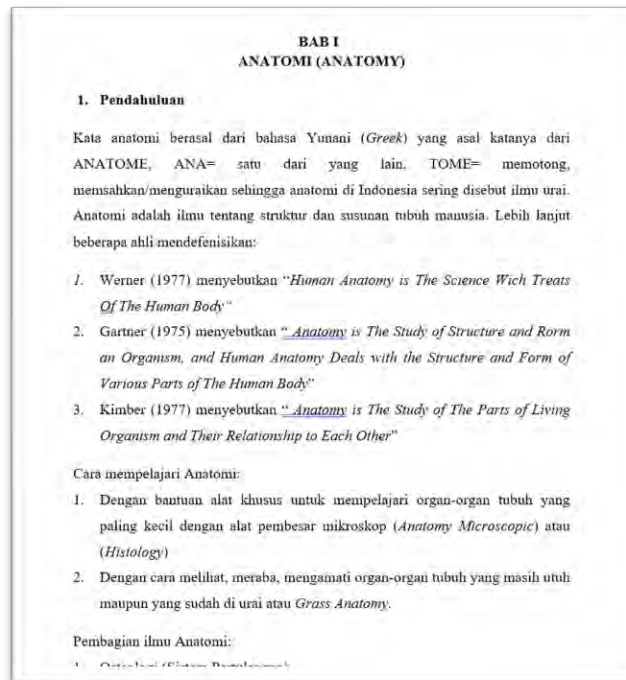 BAB I
ANATOMI (ANATOMY)
1. Pendahuluan
Kata anatomi berasal dari bahasa Yunani (Greek) yang asal katanya dari
ANATOME, ANA= satu dari yang lain, TOME= memotong,
memsahkan/menguraikan sehingga anatomi di Indonesia sering disebut ilmu urai.
Anatomi adalah ilmu tentang struktur dan susunan tubuh manusia. Lebih lanjut
beberapa ahli mendefenisikan:
1. Werner (1977) menyebutkan "Human Anatomy is The Science Wich Treats
Of The Human Body"
2. Gartner (1975) menyebutkan " Anatomy is The Study of Structure and Rorm
an Organism, and Human Anatomy Deals with the Structure and Form of
Various Parts of The Human Body"
3. Kimber (1977) menyebutkan " Anatomy is The Study of The Parts of Living
Organism and Their Relationship to Each Other"
Cara mempelajari Anatomi:
1. Dengan bantuan alat khusus untuk mempelajari organ-organ tubuh yang
paling kecil dengan alat pembesar mikroskop (Anatomy Microscopic) atau
(Histology)
2. Dengan cara melihat, meraba, mengamati organ-organ tubuh yang masih utuh
maupun yang sudah di urai atau Grass Anatomy.
Pembagian ilmu Anatomi: